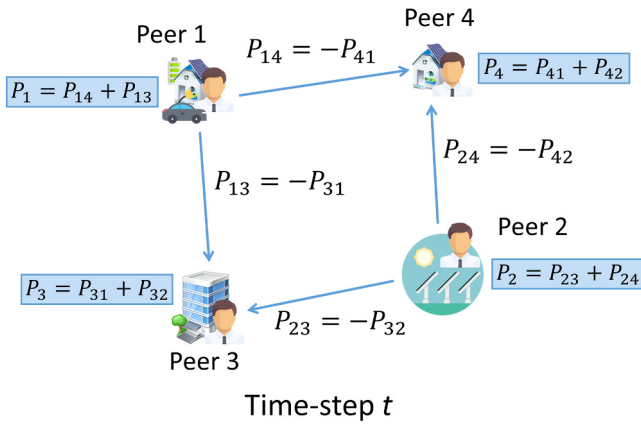 Peer 1
Peer 4
P₁₄ = −P₄₁
P₁ = P₁₄ + P₁₃
P₄ = P₄₁ + P₄₂
P₂₄ = −P₄₂
P₁₃ = −P₃₁
Peer 2
P₃ = P₃₁ + P₃₂
P₂ = P₂₃ + P₂₄
P₂₃ = −P₃₂
Peer 3
Time-step t